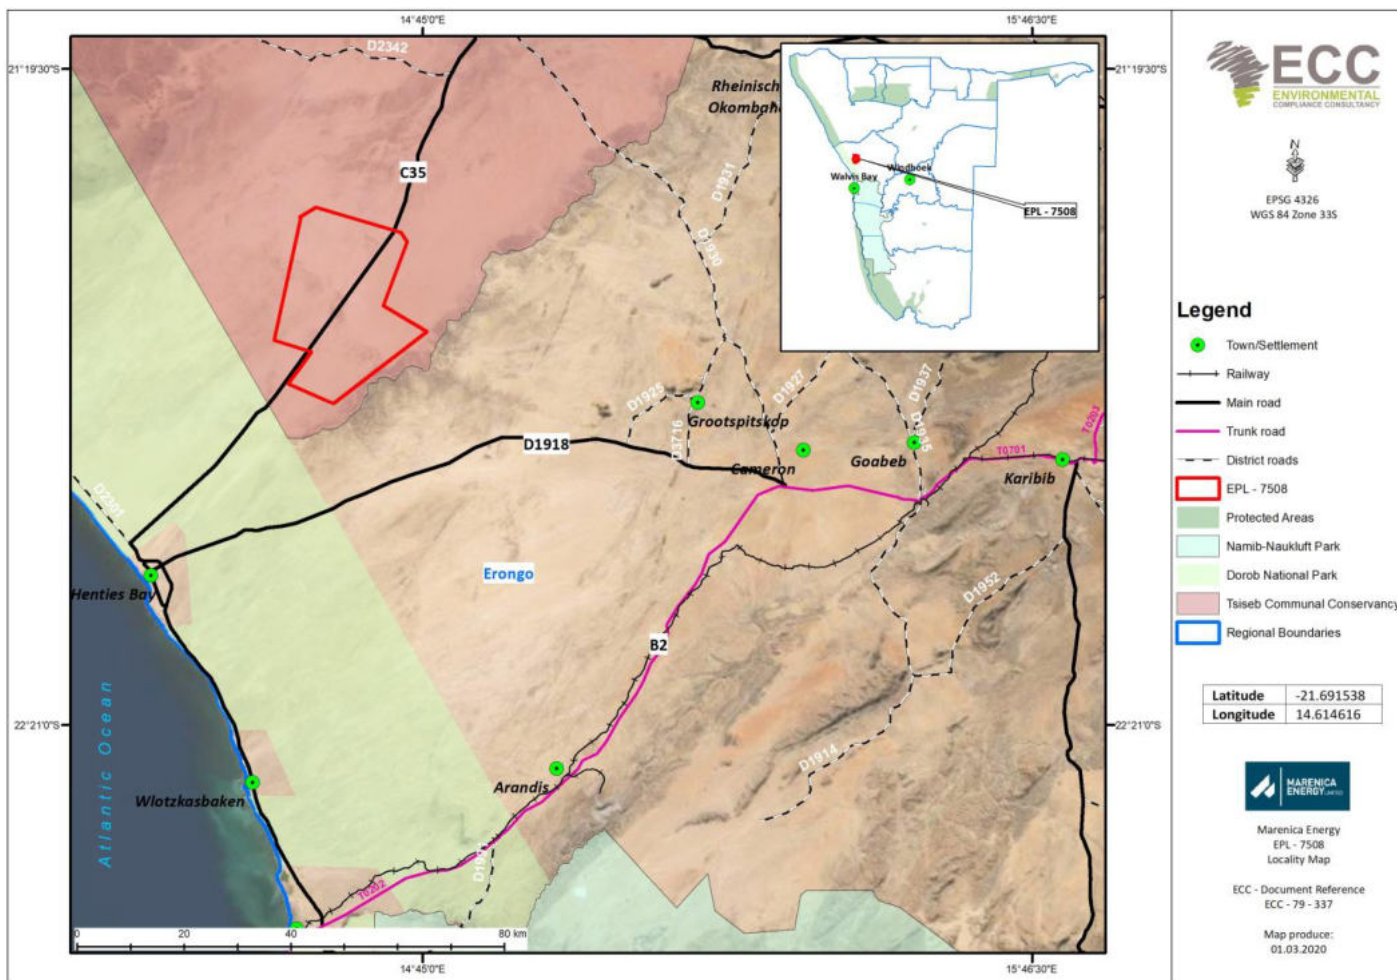 14°45'0"E
15°46'30"E
21°19'30"S
21°19'30"S
D2342
C35
D1931
D1930
Walvis Bay
Windhoek
EPL - 7508
D1925
D1927
D1937
D3716
D1935
Grootspitskop
Cameron
Goabeb
T0701
T0203
Karibib
D1918
D2301
Henties Bay
Erongo
B2
D1952
D1914
Atlantic Ocean
Wlotzkasbaken
Arandis
T0202
22°21'0"S
22°21'0"S
0 20 40 80 km
14°45'0"E
15°46'30"E
ECC
ENVIRONMENTAL
COMPLIANCE CONSULTANCY
N
EPSG 4326
WGS 84 Zone 33S
Legend
Town/Settlement
Railway
Main road
Trunk road
District roads
EPL - 7508
Protected Areas
Namib-Naukluft Park
Dorob National Park
Tsiseb Communal Conservancy
Regional Boundaries
Latitude -21.691538
Longitude 14.614616
MARENICA
ENERGY LIMITED
Marenica Energy
EPL - 7508
Locality Map
ECC - Document Reference
ECC - 79 - 337
Map produce:
01.03.2020